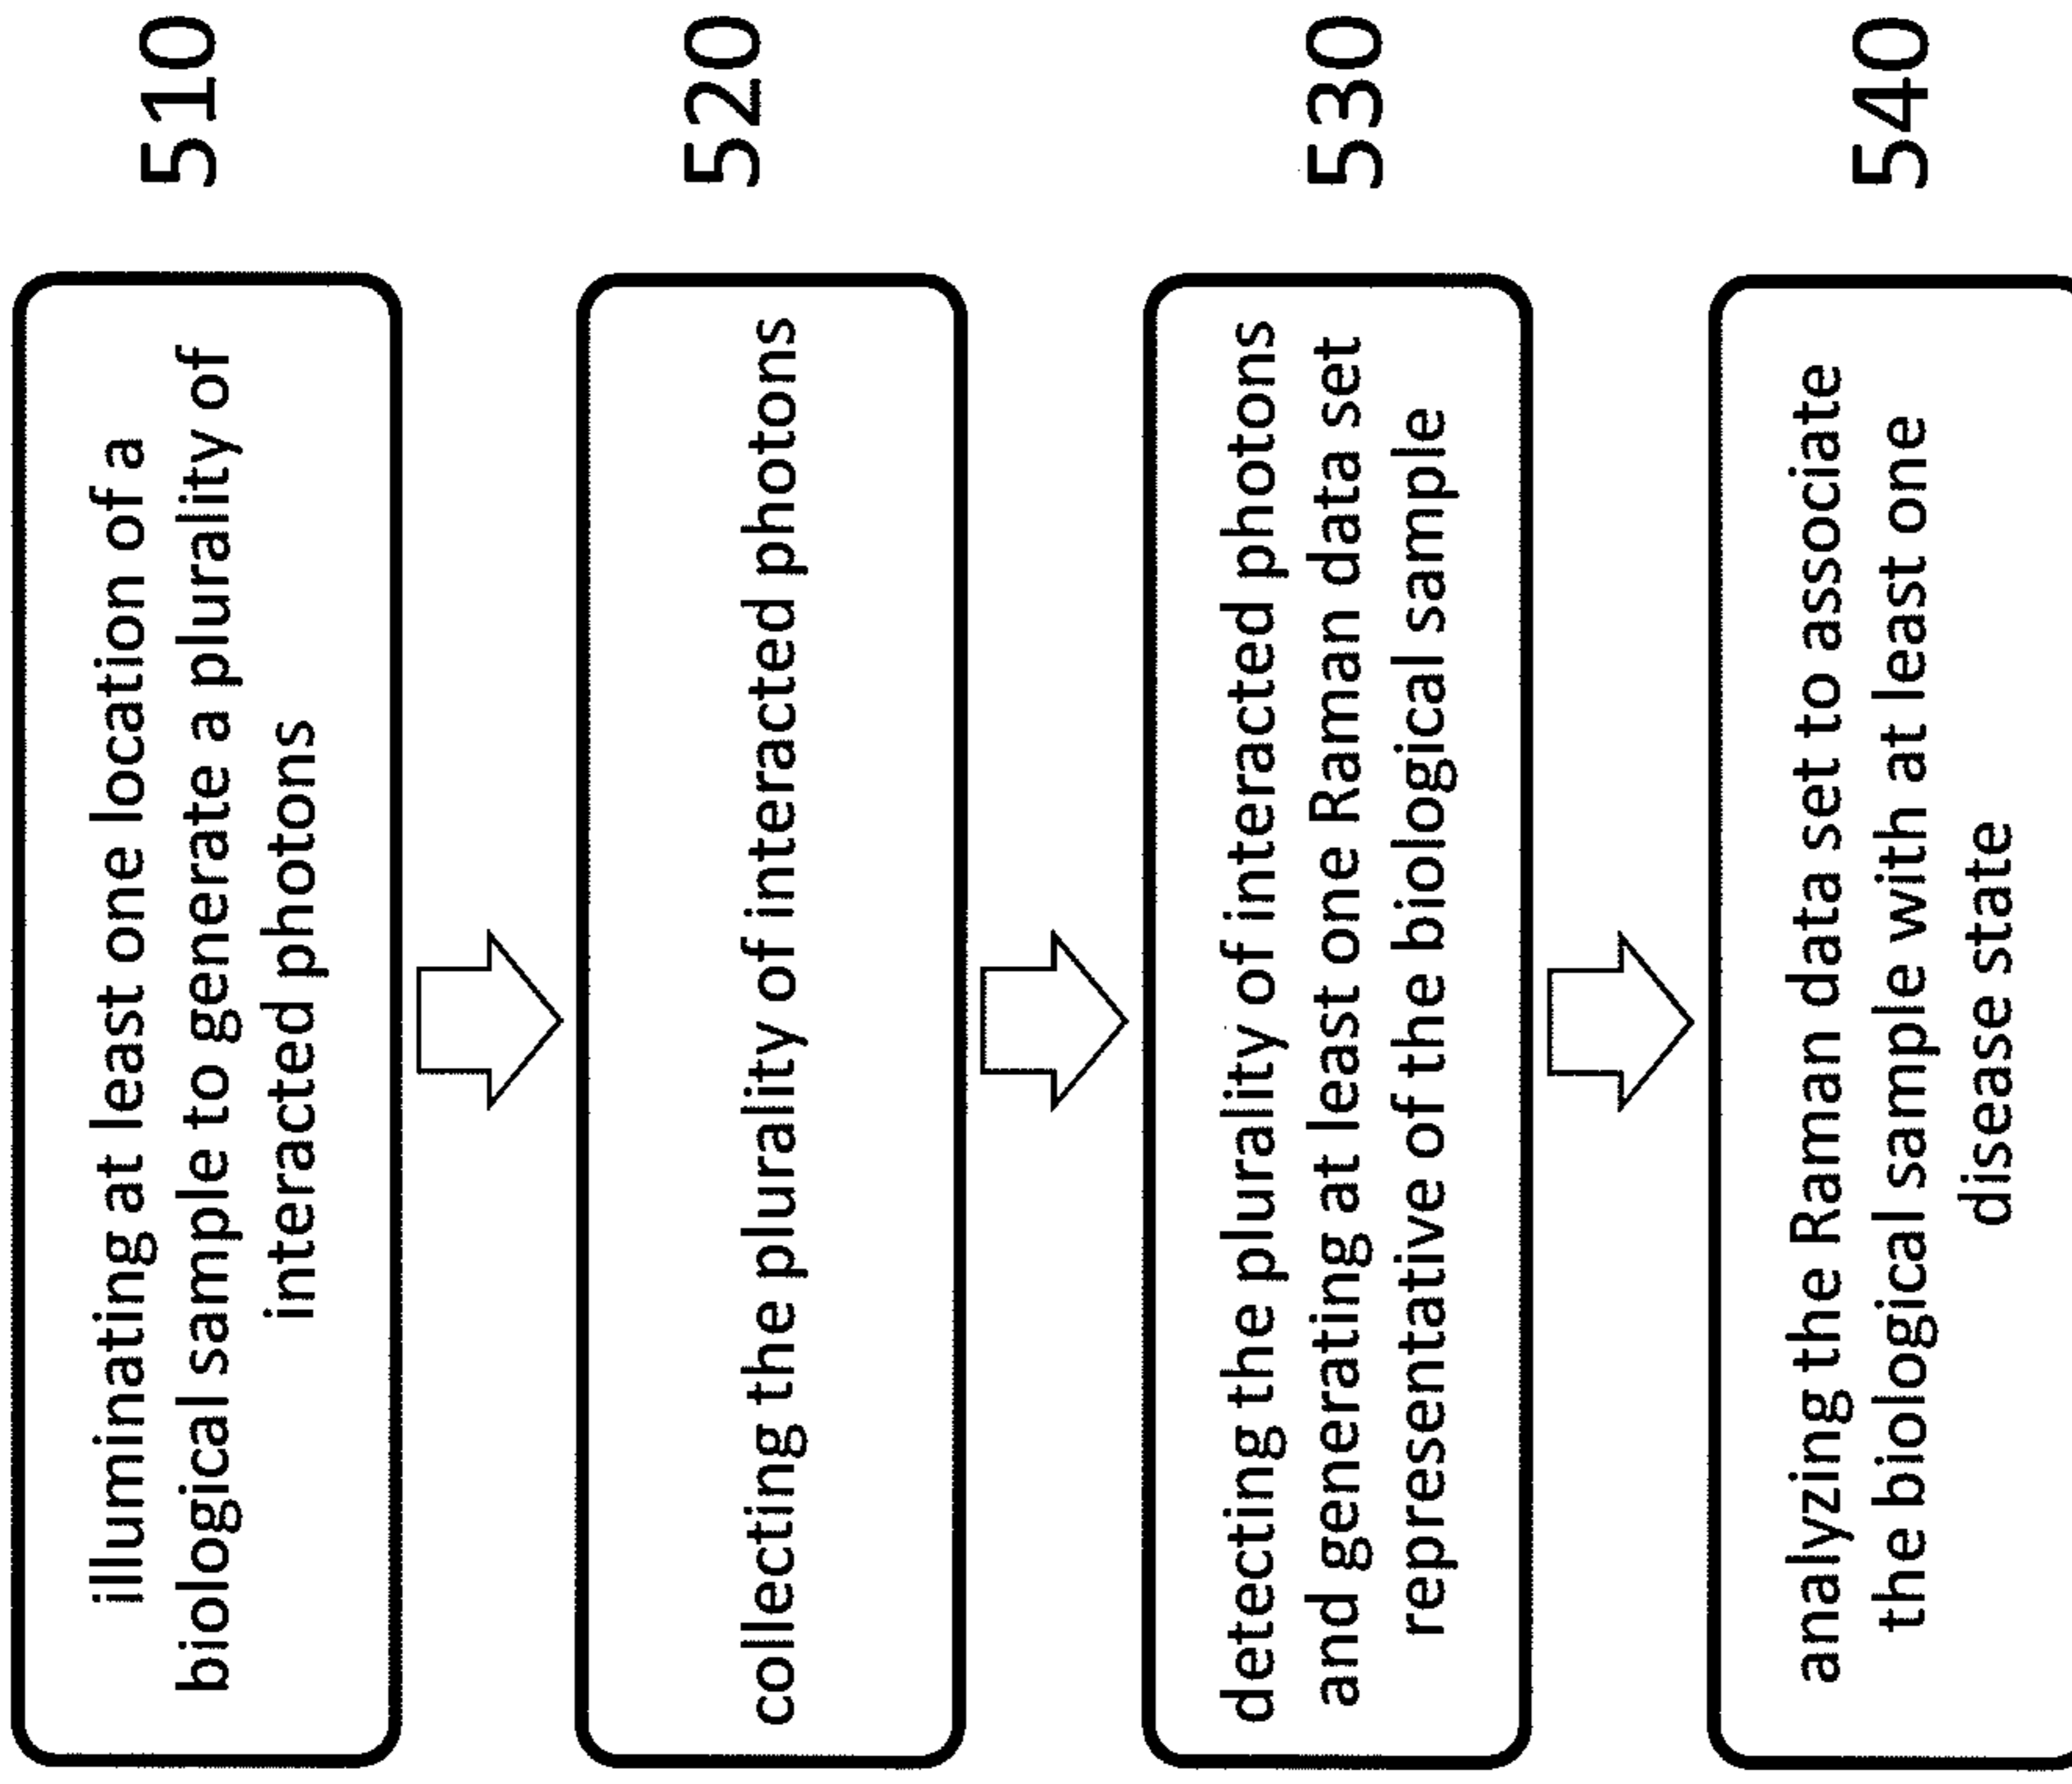 illuminating at least one location of a
biological sample to generate a plurality of
interacted photons
510
collecting the plurality of interacted photons
520
detecting the plurality of interacted photons
and generating at least one Raman data set
representative of the biological sample
530
analyzing the Raman data set to associate
the biological sample with at least one
disease state
540